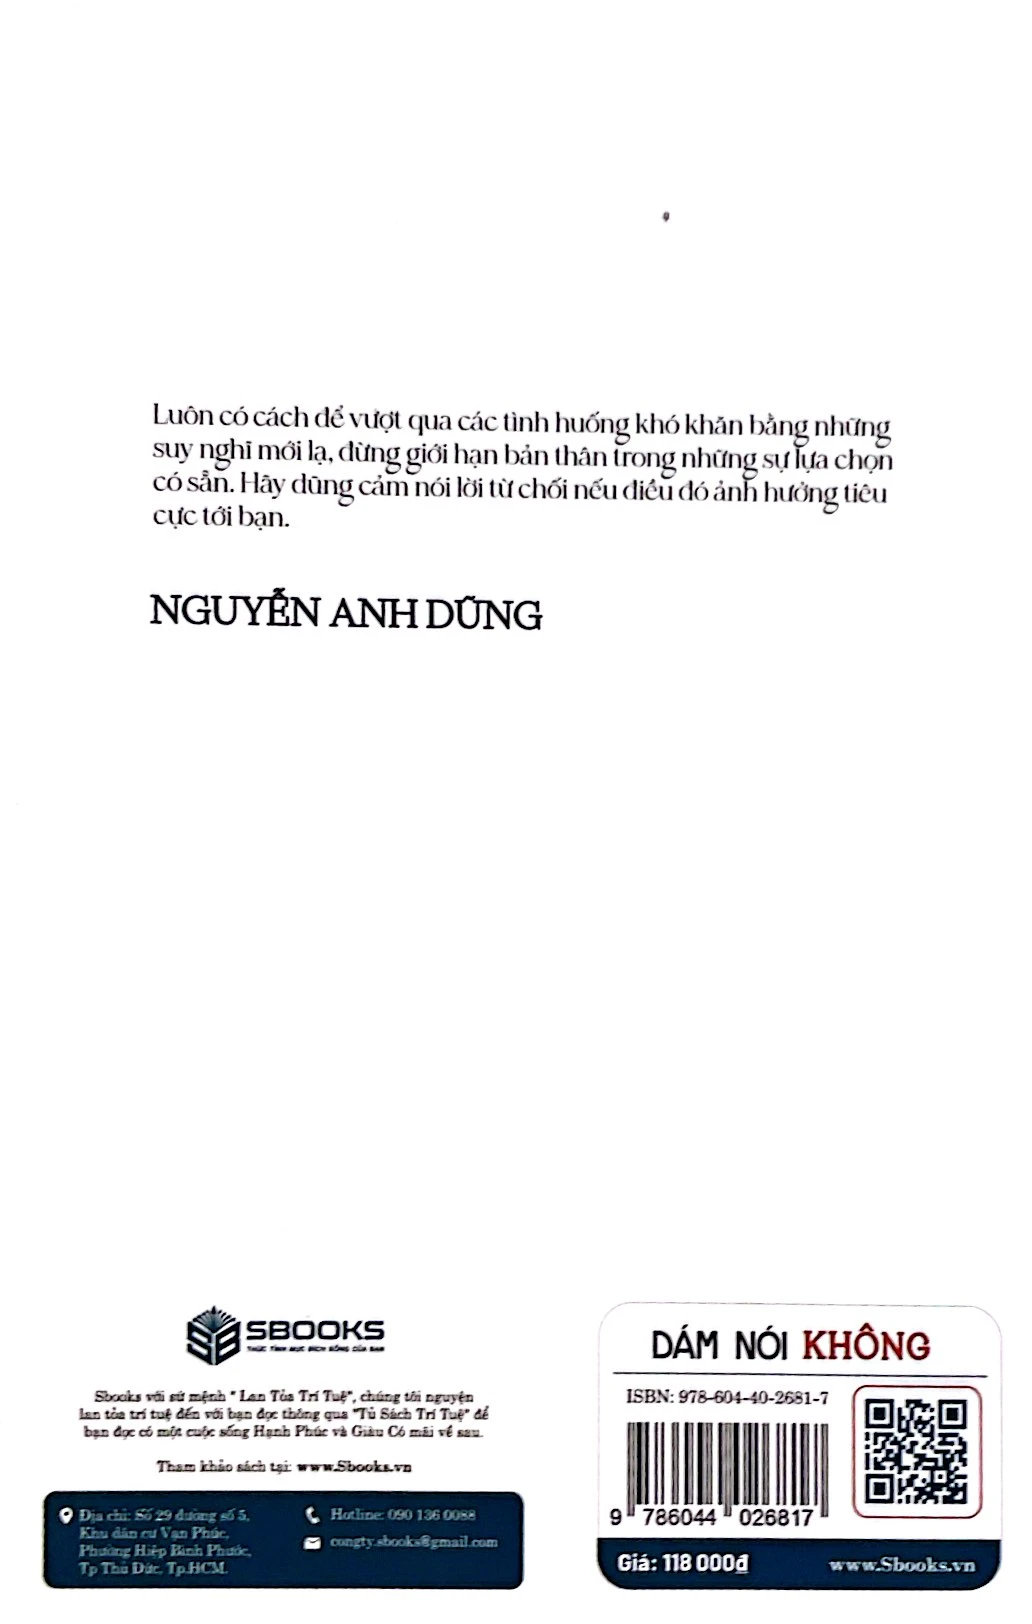 Luôn có cách để vượt qua các tình huống khó khăn bằng những
suy nghĩ mới lạ, đừng giới hạn bản thân trong những sự lựa chọn
có sẵn. Hãy dũng cảm nói lời từ chối nếu điều đó ảnh hưởng tiêu
cực tới bạn.
NGUYỄN ANH DŨNG
SBOOKS
THỨC TỈNH MỤC ĐÍCH SỐNG CỦA BẠN
Sbooks với sứ mệnh " Lan Tỏa Trí Tuệ", chúng tôi nguyện
lan tỏa trí tuệ đến với bạn đọc thông qua "Tủ Sách Trí Tuệ" để
bạn đọc có một cuộc sống Hạnh Phúc và Giàu Có mãi về sau.
Tham khảo sách tại: www.Sbooks.vn
Địa chỉ: Số 29 đường số 5,
Khu dân cư Vạn Phúc,
Phường Hiệp Bình Phước,
Tp Thủ Đức, Tp.HCM.
Hotline: 090 136 0088
congty.sbooks@gmail.com
DÁM NÓI KHÔNG
ISBN: 978-604-40-2681-7
9 786044 026817
Giá: 118 000đ
www.Sbooks.vn